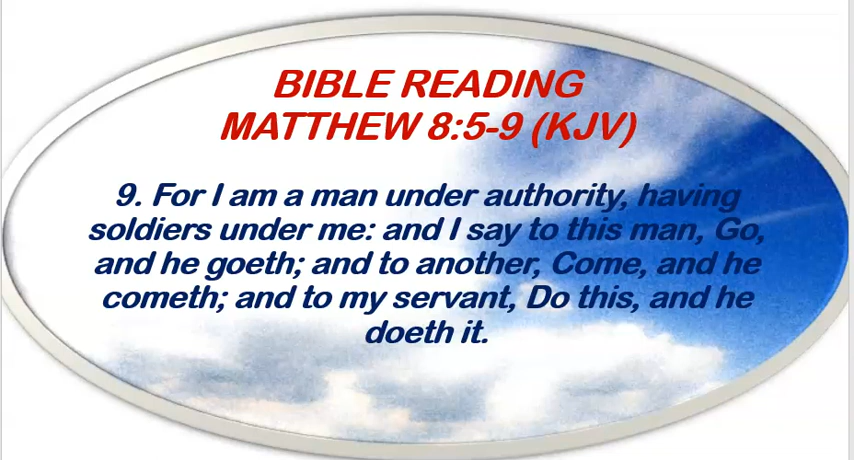 BIBLE READING
MATTHEW 8:5-9 (KJV)
9. For I am a man under authority, having
soldiers under me: and I say to this man, Go,
and he goeth; and to another, Come, and he
cometh; and to my servant, Do this, and he
doeth it.